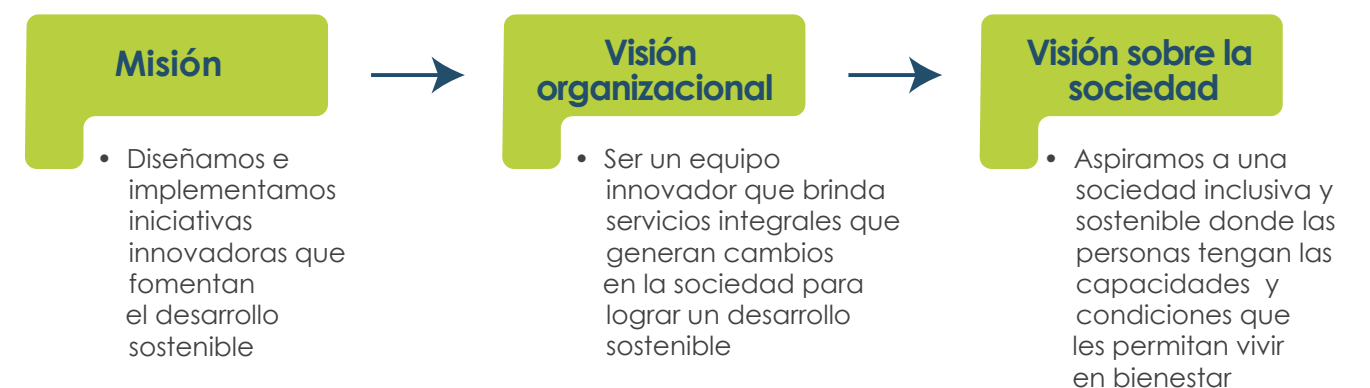 Misión
• Diseñamos e
implementamos
iniciativas
innovadoras que
fomentan
el desarrollo
sostenible
Visión
organizacional
• Ser un equipo
innovador que brinda
servicios integrales que
generan cambios
en la sociedad para
lograr un desarrollo
sostenible
Visión sobre la
sociedad
• Aspiramos a una
sociedad inclusiva y
sostenible donde las
personas tengan las
capacidades y
condiciones que
les permitan vivir
en bienestar